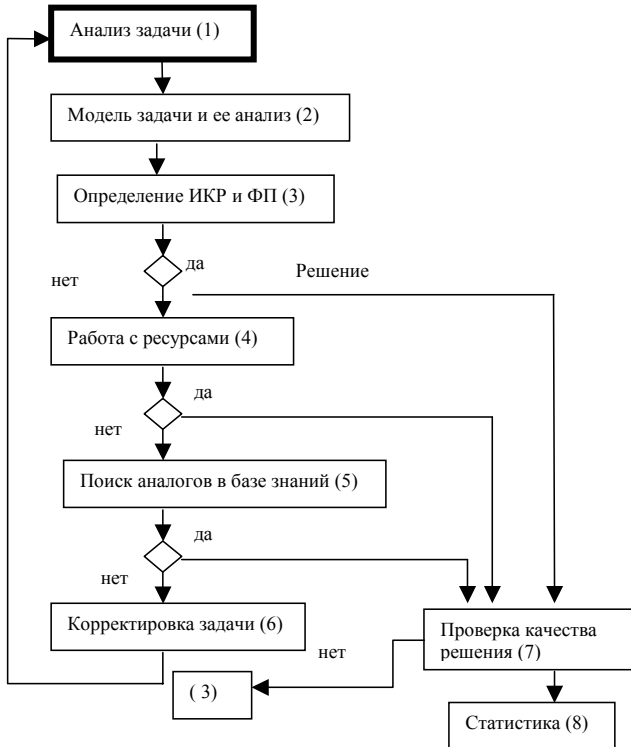 Анализ задачи (1)
Модель задачи и ее анализ (2)
Определение ИКР и ФП (3)
да
нет
Решение
Работа с ресурсами (4)
да
нет
Поиск аналогов в базе знаний (5)
да
нет
Корректировка задачи (6)
Проверка качества
решения (7)
нет
( 3)
Статистика (8)